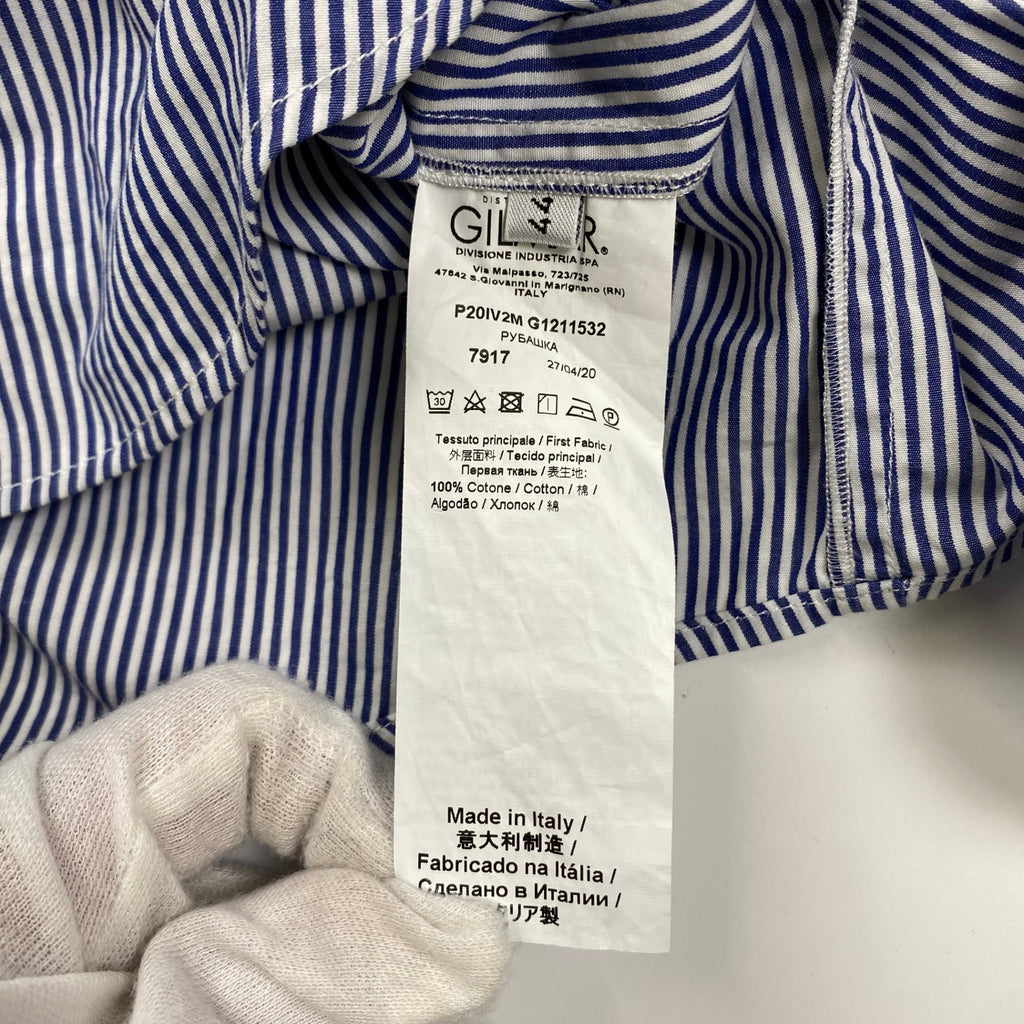 DIST
GIL R®
DIVISIONE INDUSTRIA SPA
Via Malpasso, 723/725
47842 S.Giovanni in Marignano (RN)
ITALY
44
P20IV2M G1211532
РУБАШКА
7917 27/04/20
30
P
Tessuto principale / First Fabric /
外层面料 / Tecido principal /
Первая ткань / 表生地:
100% Cotone / Cotton / 棉 /
Algodão / Хлопок / 綿
Made in Italy /
意大利制造 /
Fabricado na Itália /
Сделано в Италии /
タリア製